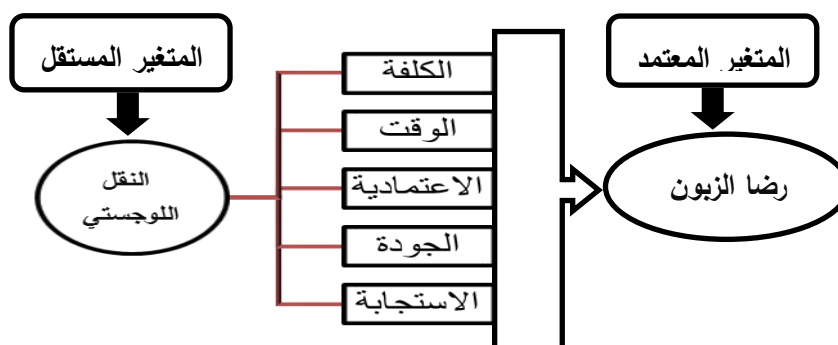 المتغير المعتمد
المتغير المستقل
الكلفة
الوقت
الاعتمادية
الجودة
الاستجابة
رضا الزبون
النقل
اللوجستي